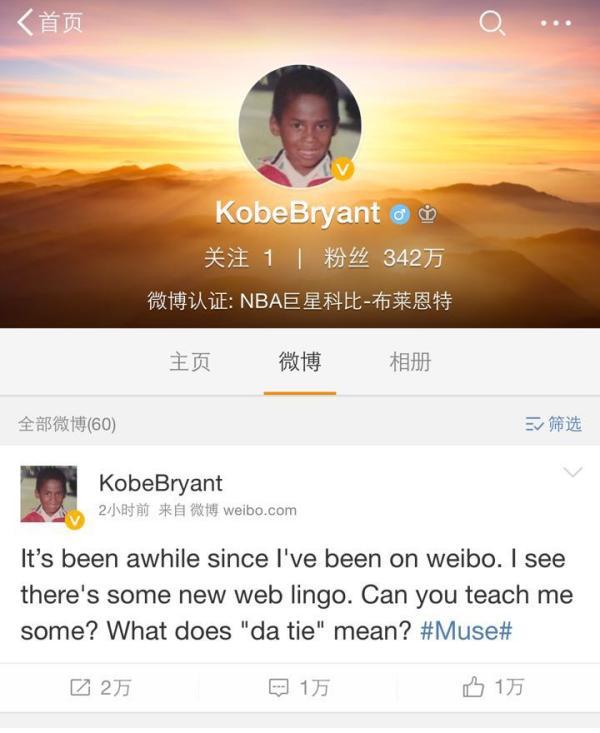 首页
KobeBryant
关注 1 | 粉丝 342万
微博认证: NBA巨星科比-布莱恩特
主页 微博 相册
全部微博(60) 筛选
KobeBryant
2小时前 来自 微博 weibo.com
It's been awhile since I've been on weibo. I see
there's some new web lingo. Can you teach me
some? What does "da tie" mean? #Muse#
2万 1万 1万